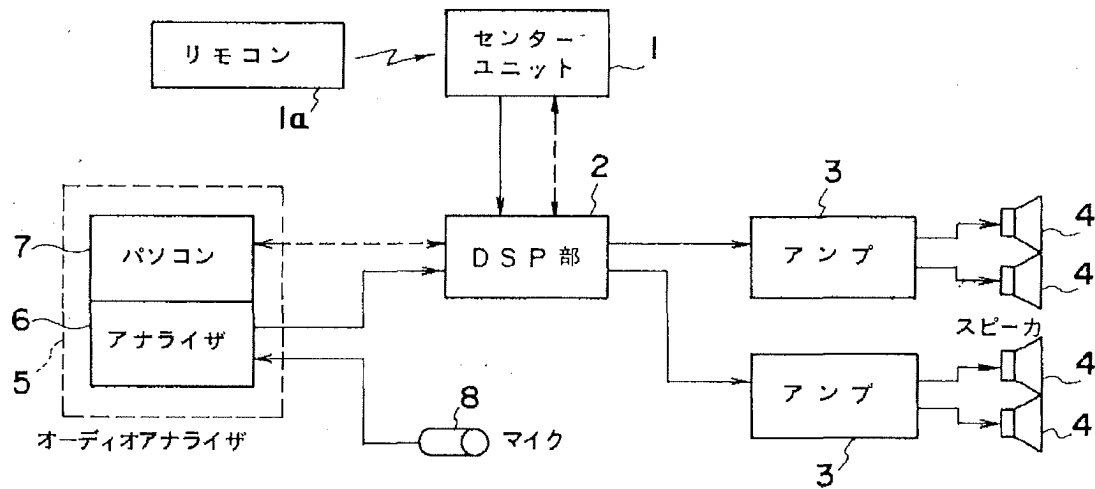 リモコン
1a
センター
ユニット
1
2
DSP部
3
アンプ
4
4
スピーカ
アンプ
3
4
4
7
パソコン
6
アナライザ
5
オーディオアナライザ
8
マイク